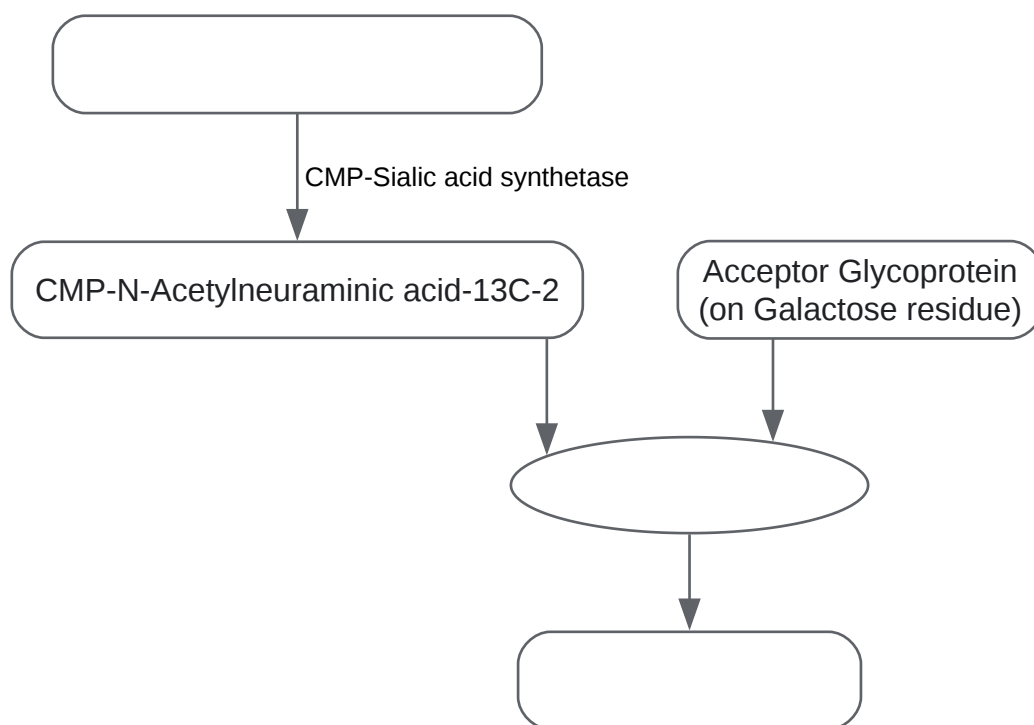 CMP-Sialic acid synthetase
CMP-N-Acetylneuraminic acid-13C-2
Acceptor Glycoprotein
(on Galactose residue)